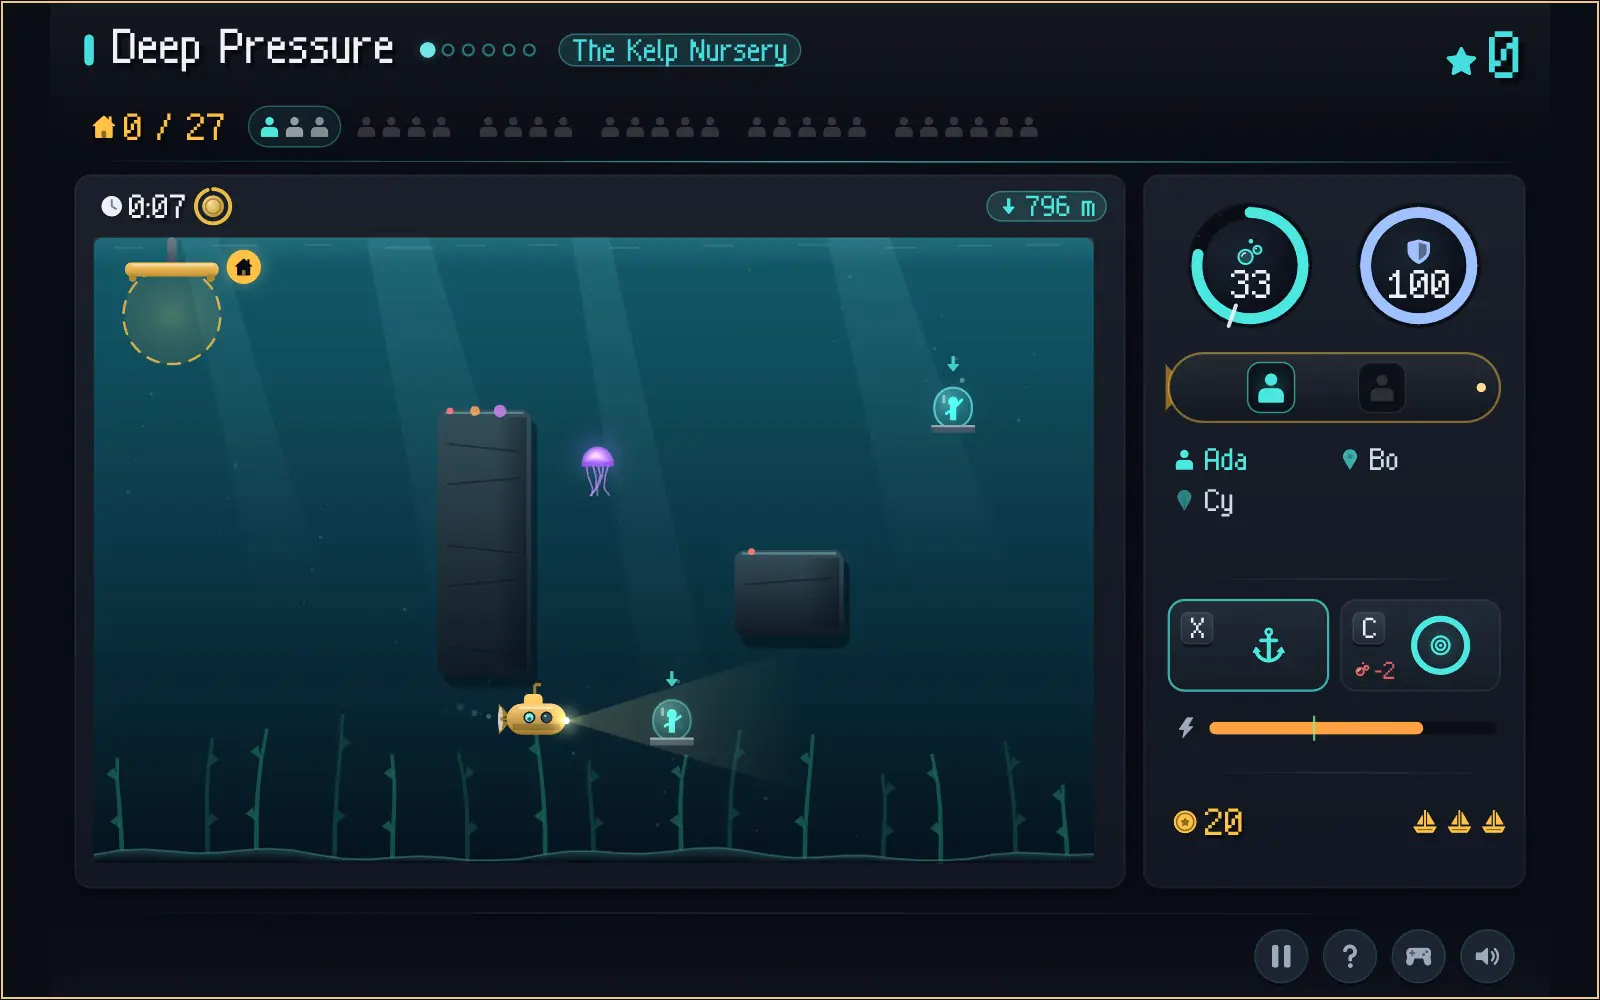 Deep Pressure
The Kelp Nursery
0
0 / 27
0:07
796 m
33
100
Ada
Bo
Cy
X
C
-2
20
?